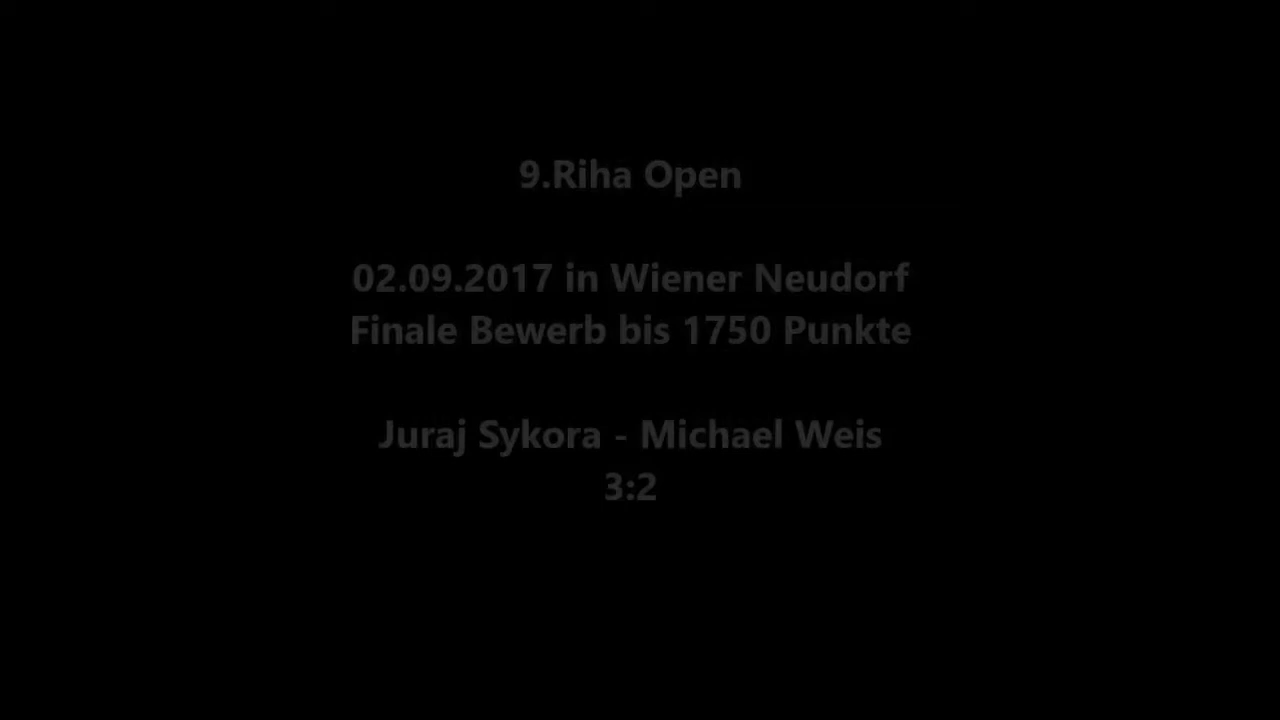 9.Riha Open
02.09.2017 in Wiener Neudorf
Finale Bewerb bis 1750 Punkte
Juraj Sykora - Michael Weis
3:2